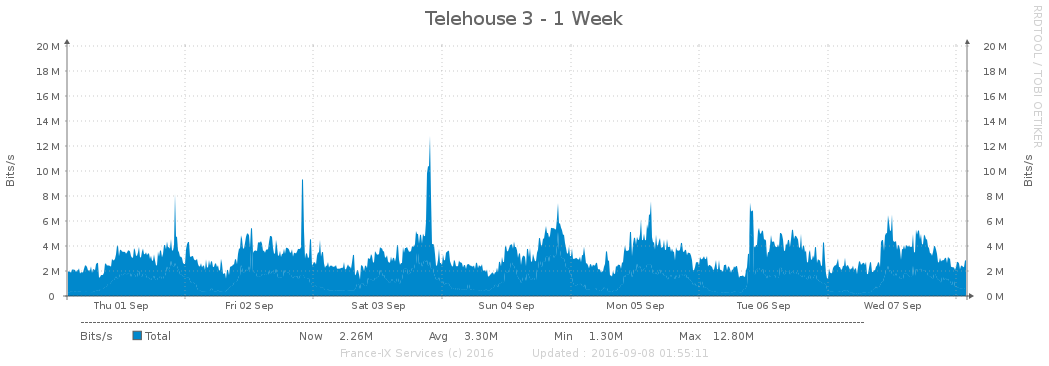 Telehouse 3 - 1 Week
RRDTOOL / TOBI OETIKER
Bits/s
Bits/s
20 M 20 M
18 M 18 M
16 M 16 M
14 M 14 M
12 M 12 M
10 M 10 M
8 M 8 M
6 M 6 M
4 M 4 M
2 M 2 M
0 0 M
Thu 01 Sep Fri 02 Sep Sat 03 Sep Sun 04 Sep Mon 05 Sep Tue 06 Sep Wed 07 Sep
Bits/s Total Now 2.26M Avg 3.30M Min 1.30M Max 12.80M
France-IX Services (c) 2016 Updated : 2016-09-08 01:55:11